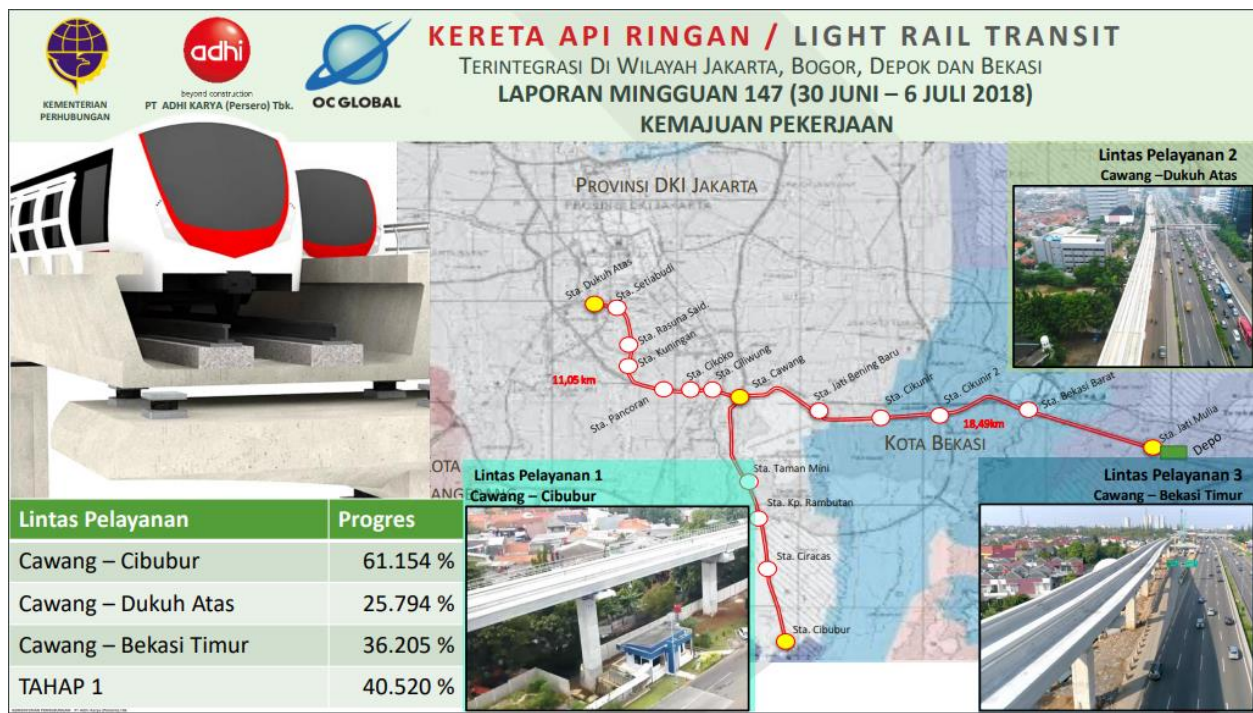 KEMENTERIAN
PERHUBUNGAN
adhi
beyond construction
PT ADHI KARYA (Persero) Tbk.
OC GLOBAL
KERETA API RINGAN / LIGHT RAIL TRANSIT
TERINTEGRASI DI WILAYAH JAKARTA, BOGOR, DEPOK DAN BEKASI
LAPORAN MINGGUAN 147 (30 JUNI – 6 JULI 2018)
KEMAJUAN PEKERJAAN
Lintas Pelayanan 2
Cawang –Dukuh Atas
PROVINSI DKI JAKARTA
Sta. Dukuh Atas
Sta. Setiabudi
Sta. Rasuna Said.
Sta. Kuningan
11,05 km
Sta. Pancoran
Sta. Cikoko
Sta. Ciliwung
Sta. Cawang
Sta. Jati Bening Baru
Sta. Cikunir
Sta. Cikunir 2
18,49km
Sta. Bekasi Barat
Sta. Jati Mulia
Depo
KOTA BEKASI
Sta. Taman Mini
Sta. Kp. Rambutan
Sta. Ciracas
Sta. Cibubur
Lintas Pelayanan 1
Cawang – Cibubur
Lintas Pelayanan 3
Cawang – Bekasi Timur
Lintas Pelayanan Progres
Cawang – Cibubur 61.154 %
Cawang – Dukuh Atas 25.794 %
Cawang – Bekasi Timur 36.205 %
TAHAP 1 40.520 %